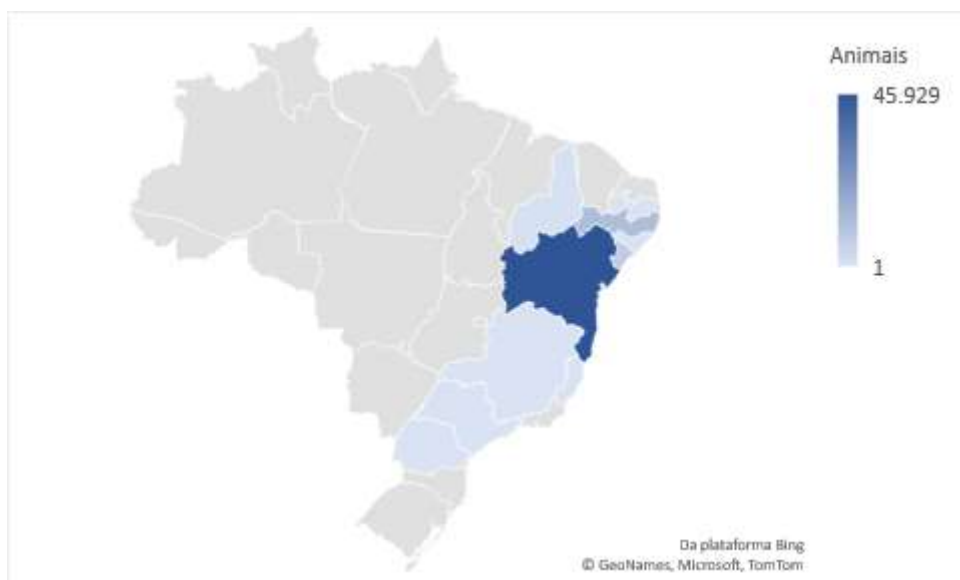 Animais
45.929
1
Da plataforma Bing
© GeoNames, Microsoft, TomTom